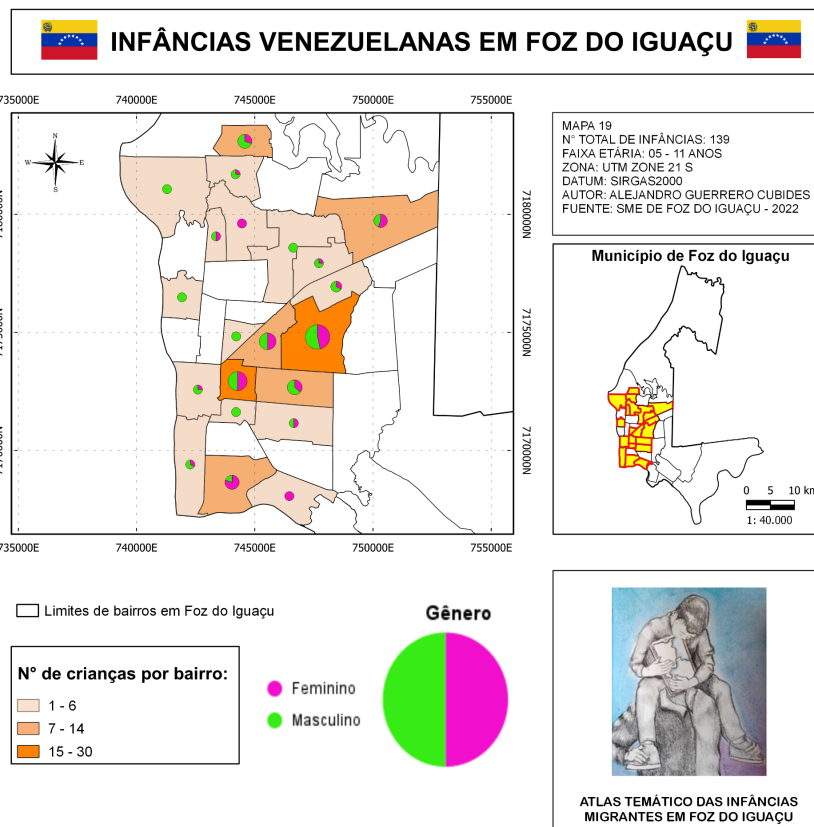 INFÂNCIAS VENEZUELANAS EM FOZ DO IGUAÇU
735000E 740000E 745000E 750000E 755000E
N
W E
S
7180000N
7175000N
7170000N
735000E 740000E 745000E 750000E 755000E
MAPA 19
N° TOTAL DE INFÂNCIAS: 139
FAIXA ETÁRIA: 05 - 11 ANOS
ZONA: UTM ZONE 21 S
DATUM: SIRGAS2000
AUTOR: ALEJANDRO GUERRERO CUBIDES
FUENTE: SME DE FOZ DO IGUAÇU - 2022
Município de Foz do Iguaçu
0 5 10 km
1: 40.000
Limites de bairros em Foz do Iguaçu
N° de crianças por bairro:
1 - 6
7 - 14
15 - 30
Gênero
Feminino
Masculino
ATLAS TEMÁTICO DAS INFÂNCIAS
MIGRANTES EM FOZ DO IGUAÇU